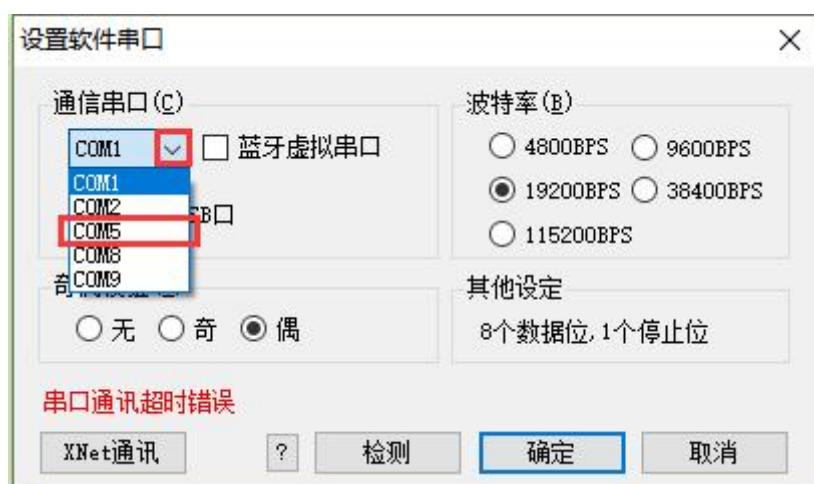 设置软件串口
通信串口(C)
COM1
蓝牙虚拟串口
COM1
COM2
B口
COM5
COM8
COM9
波特率(B)
4800BPS
9600BPS
19200BPS
38400BPS
115200BPS
无
奇
偶
其他设定
8个数据位,1个停止位
串口通讯超时错误
XNet通讯
?
检测
确定
取消